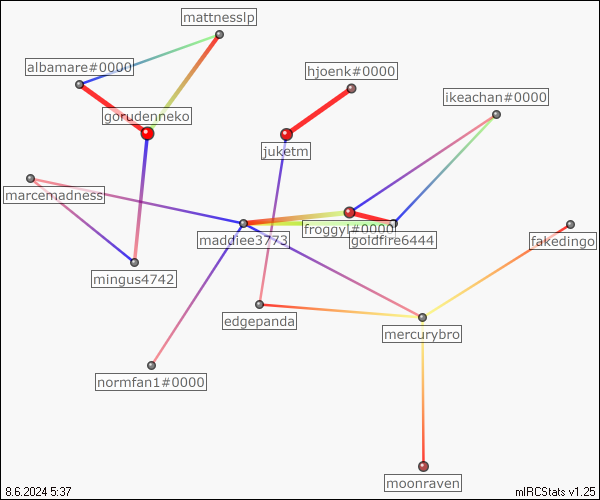 mattnesslp
albamare#0000
hjoenk#0000
ikeachan#0000
gorudenneko
juketm
marcemadness
froggyl#0000
maddiee3773
goldfire6444
fakedingo
mingus4742
edgepanda
mercurybro
normfan1#0000
moonraven
8.6.2024 5:37
mIRCStats v1.25